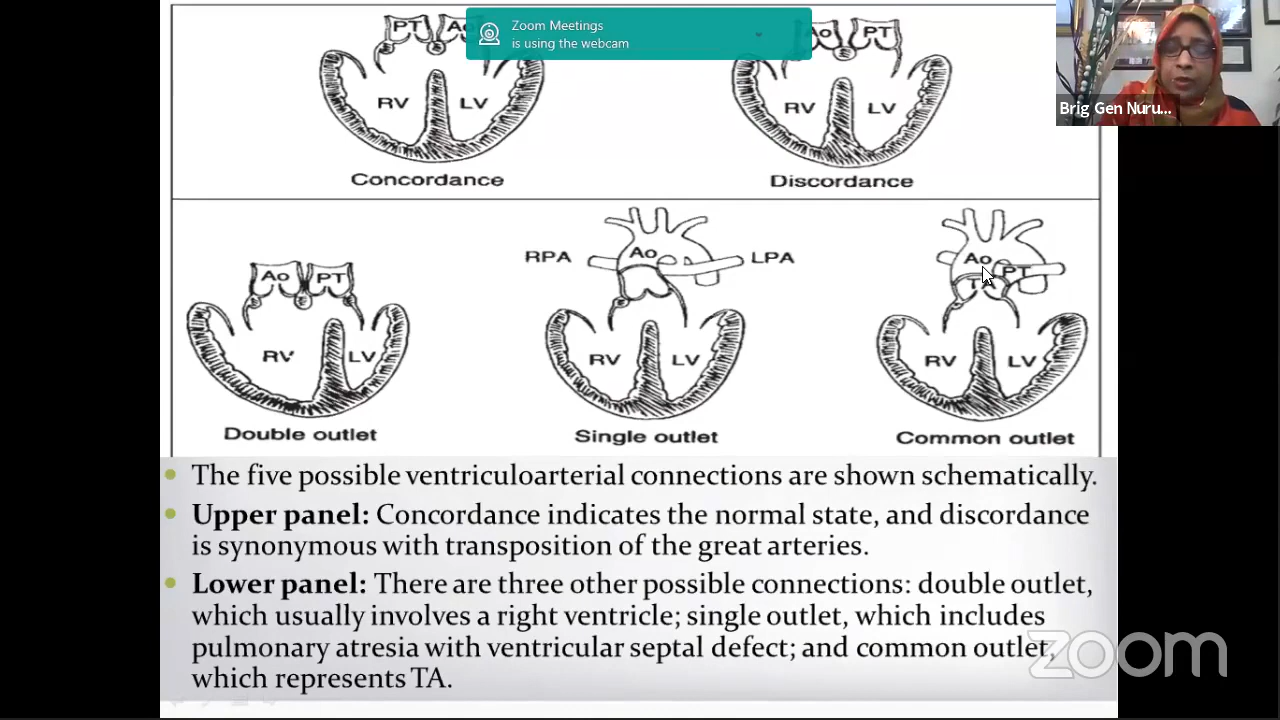 Zoom Meetings
is using the webcam
Brig Gen Nuru...
PT Ao
Ao PT
RV LV
RV LV
Concordance
Discordance
Ao PT
RPA Ao LPA
Ao PT
TA
RV LV
RV LV
RV LV
Double outlet
Single outlet
Common outlet
The five possible ventriculoarterial connections are shown schematically.
Upper panel: Concordance indicates the normal state, and discordance
is synonymous with transposition of the great arteries.
Lower panel: There are three other possible connections: double outlet,
which usually involves a right ventricle; single outlet, which includes
pulmonary atresia with ventricular septal defect; and common outlet,
which represents TA.
zoom